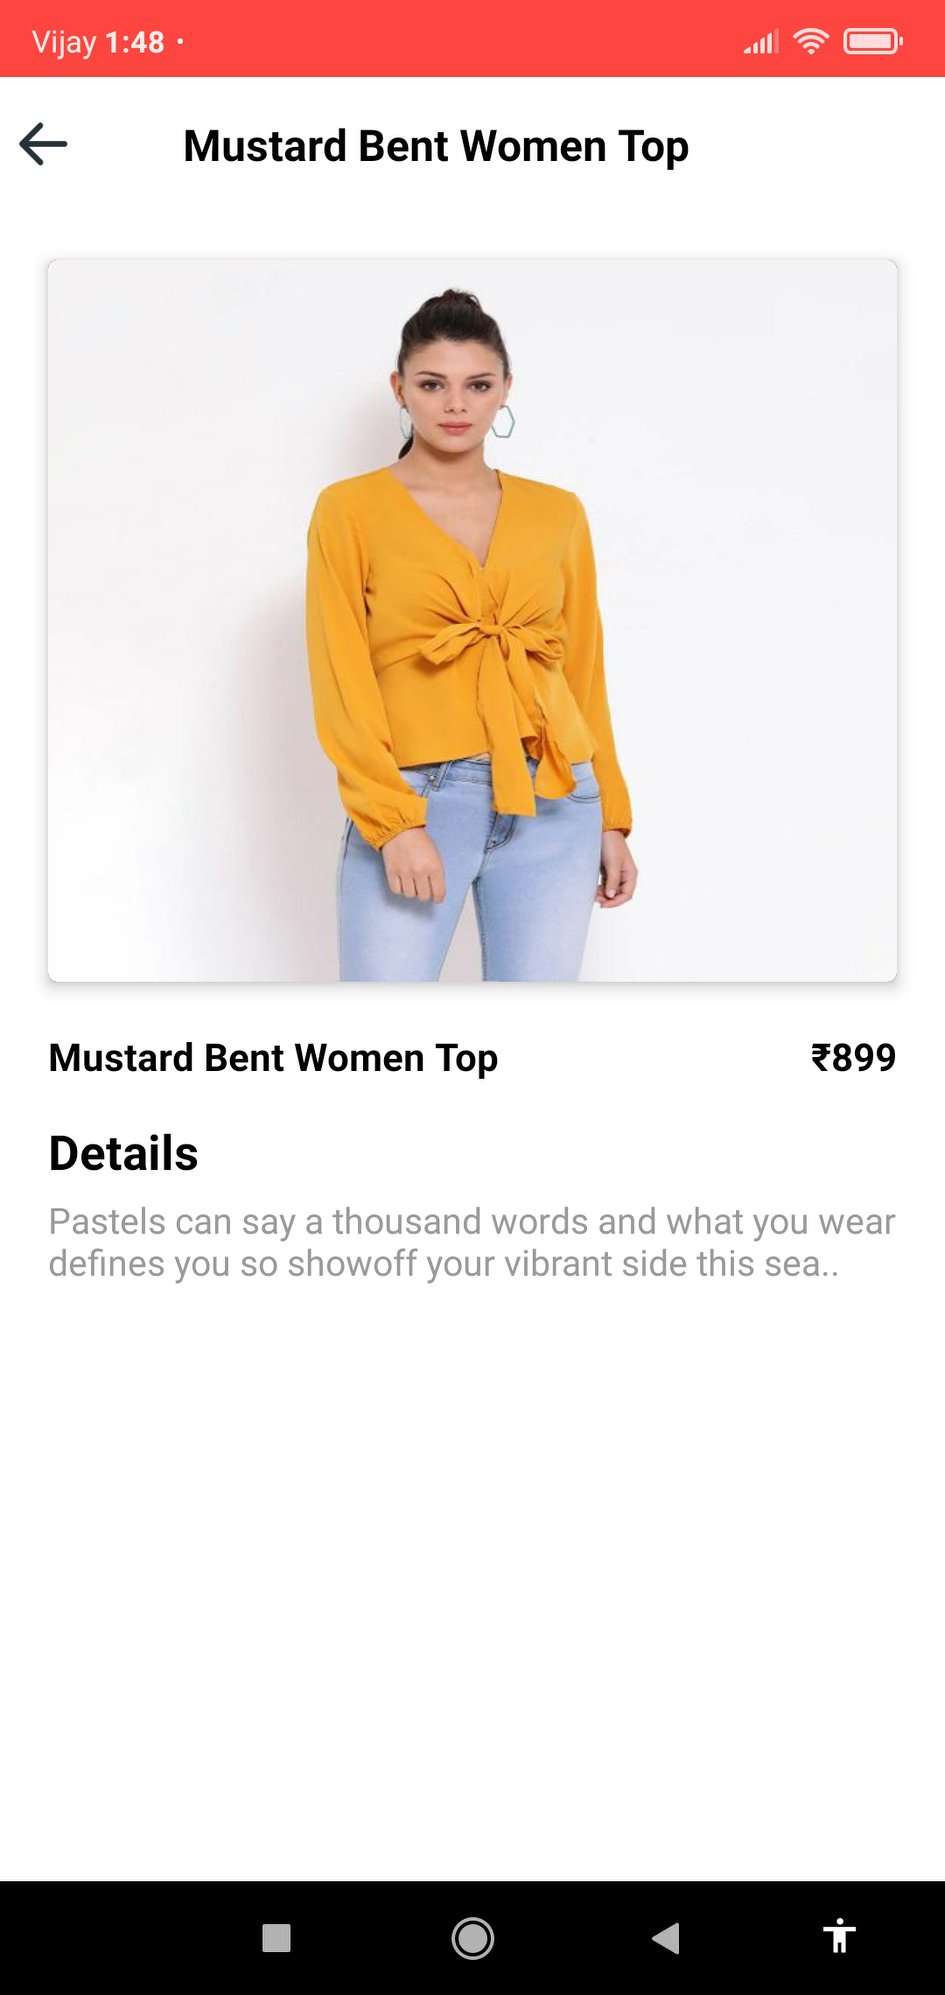 Vijay 1:48 •
Mustard Bent Women Top
Mustard Bent Women Top ₹899
Details
Pastels can say a thousand words and what you wear
defines you so showoff your vibrant side this sea..